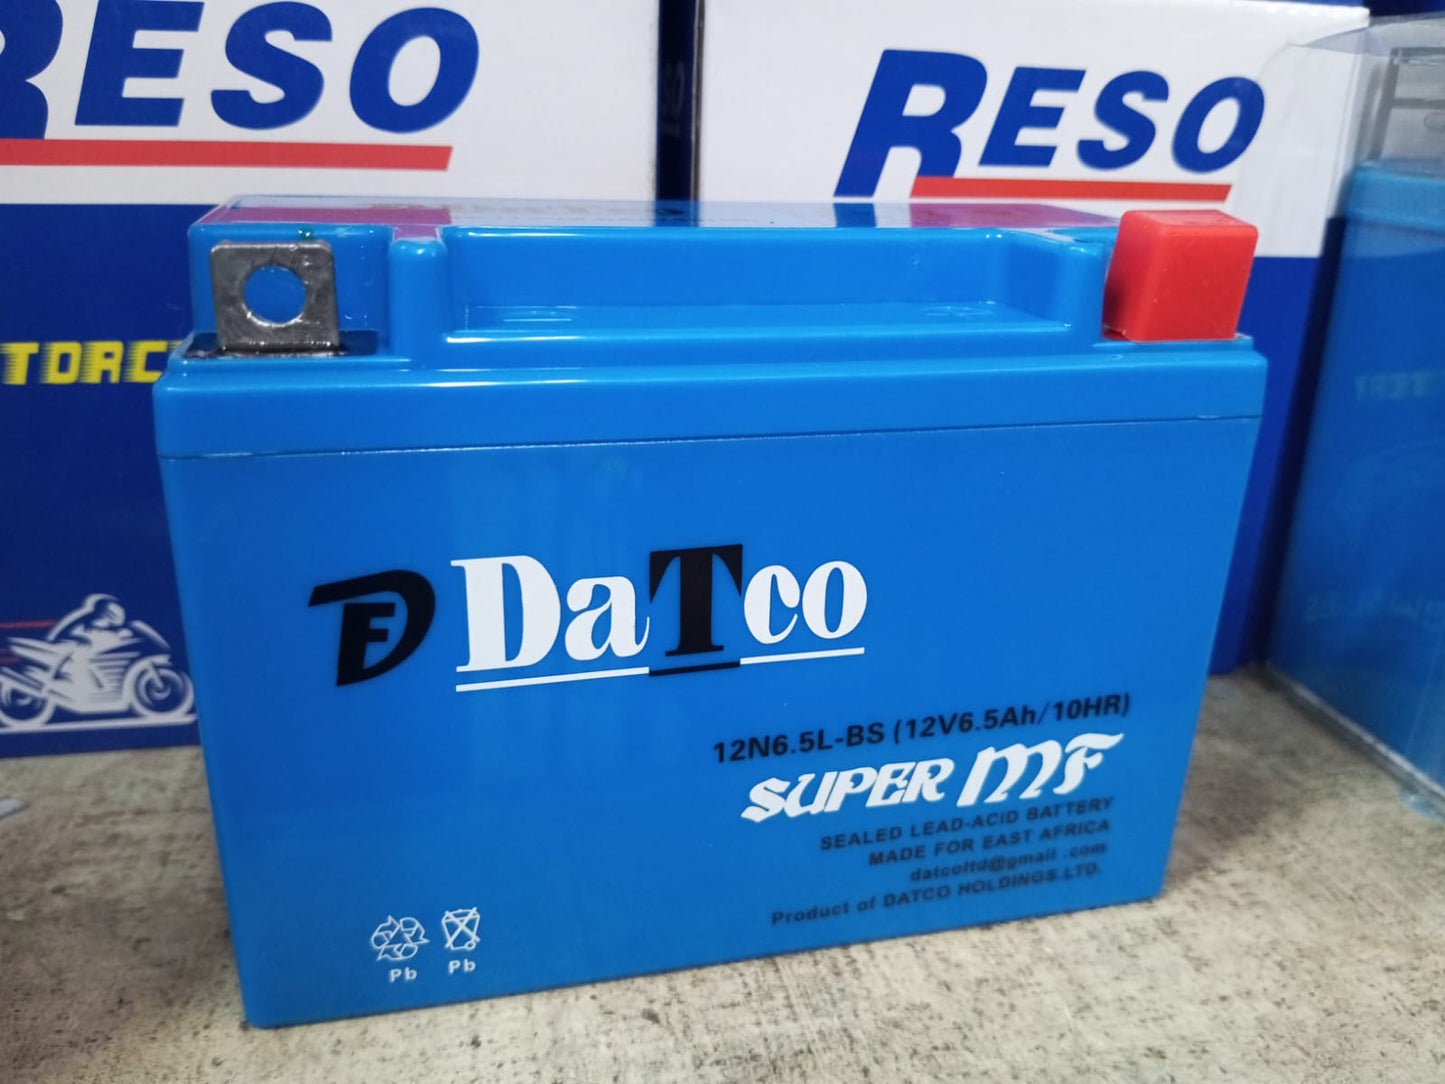 RESO
RESO
TORC
DF DaTco
12N6.5L-BS (12V6.5Ah/10HR)
SUPER MF
SEALED LEAD-ACID BATTERY
MADE FOR EAST AFRICA
datcoltd@gmail .com
Product of DATCO HOLDINGS LTD.
Pb Pb